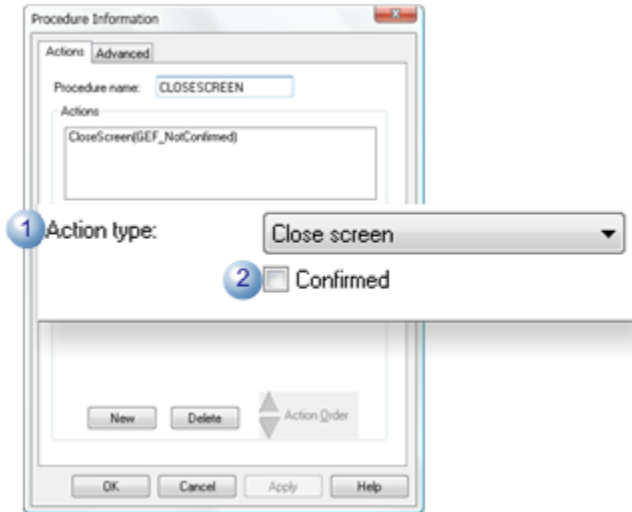 Procedure Information
Actions Advanced
Procedure name: CLOSESCREEN
Actions
CloseScreen(GEF_NotConfirmed)
1 Action type: Close screen
2 Confirmed
New Delete Action Order
OK Cancel Apply Help